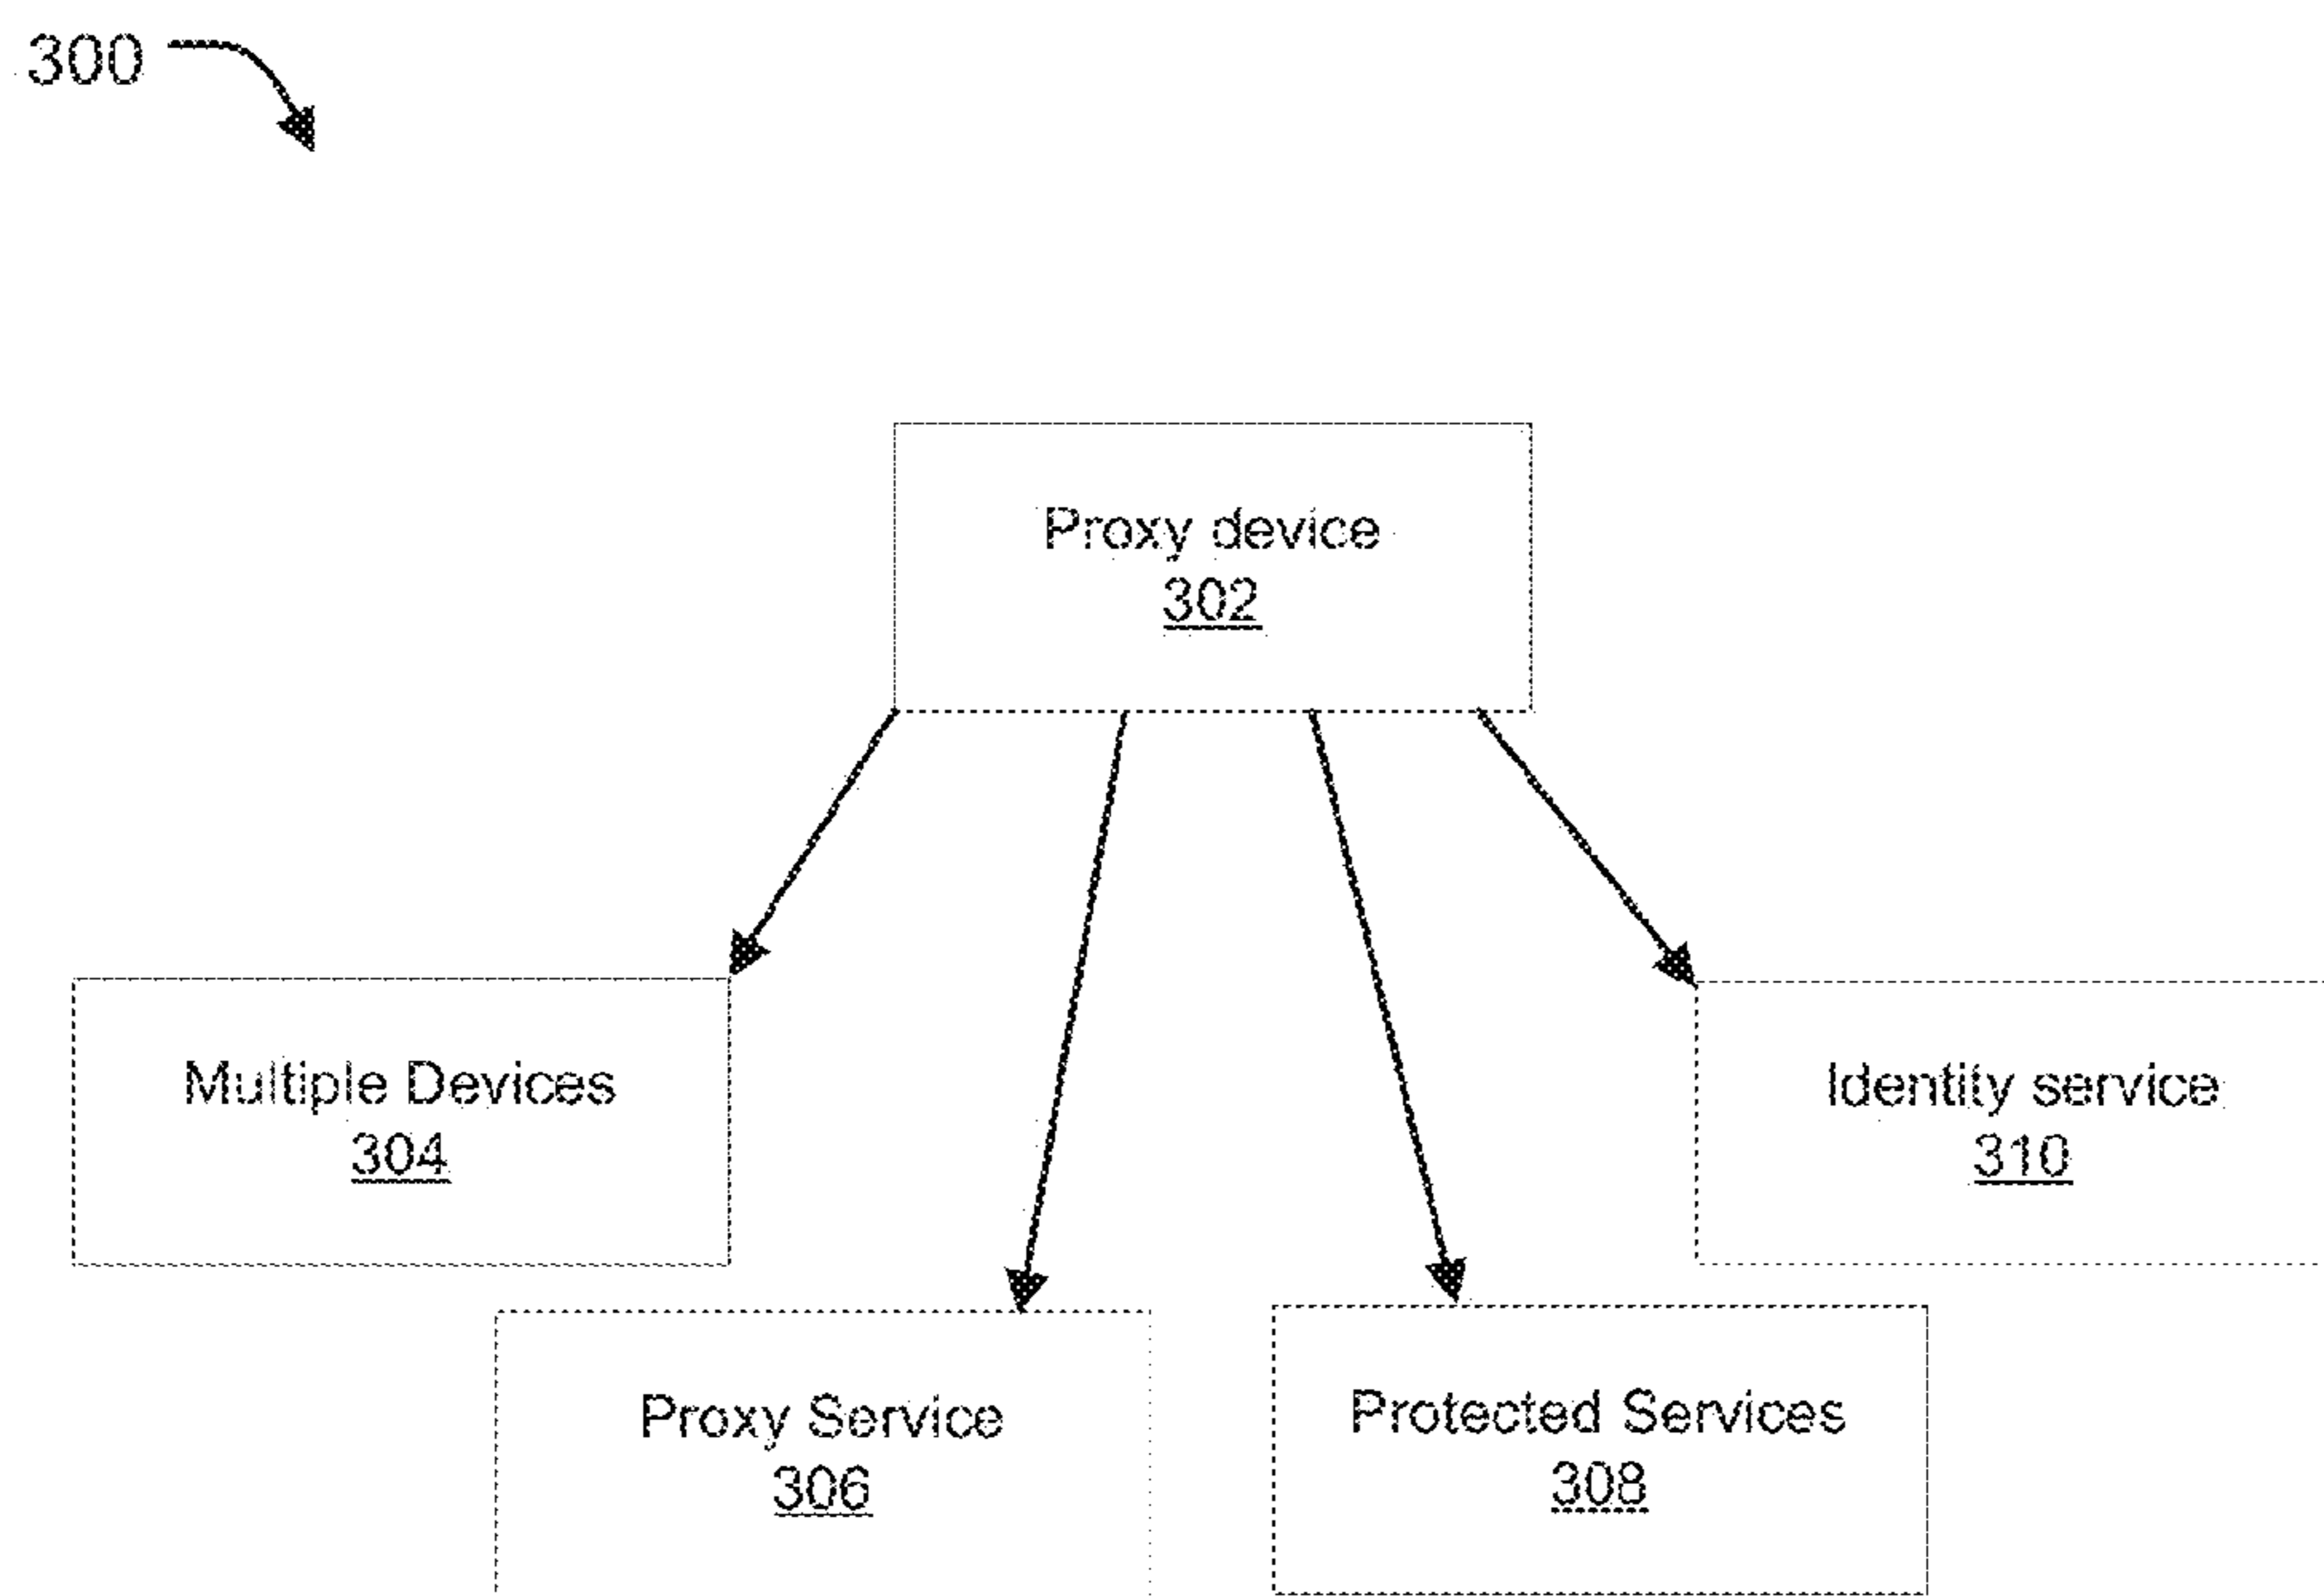 300
Proxy device
302
Multiple Devices
304
Identity service
310
Proxy Service
306
Protected Services
308